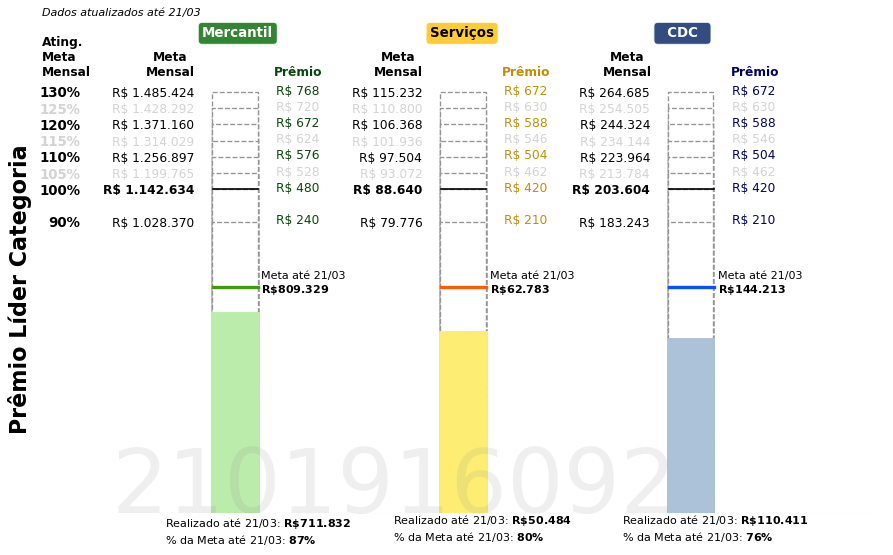 Dados atualizados até 21/03
Mercantil Serviços CDC
Ating.
Meta Meta Meta Meta
Mensal Mensal Prêmio Mensal Prêmio Mensal Prêmio
130% R$ 1.485.424 R$ 768 R$ 115.232 R$ 672 R$ 264.685 R$ 672
125% R$ 1.428.292 R$ 720 R$ 110.800 R$ 630 R$ 254.505 R$ 630
120% R$ 1.371.160 R$ 672 R$ 106.368 R$ 588 R$ 244.324 R$ 588
115% R$ 1.314.029 R$ 624 R$ 101.936 R$ 546 R$ 234.144 R$ 546
110% R$ 1.256.897 R$ 576 R$ 97.504 R$ 504 R$ 223.964 R$ 504
105% R$ 1.199.765 R$ 528 R$ 93.072 R$ 462 R$ 213.784 R$ 462
100% R$ 1.142.634 R$ 480 R$ 88.640 R$ 420 R$ 203.604 R$ 420
90% R$ 1.028.370 R$ 240 R$ 79.776 R$ 210 R$ 183.243 R$ 210
Meta até 21/03 Meta até 21/03 Meta até 21/03
R$809.329 R$62.783 R$144.213
Prêmio Líder Categoria
2101916092
Realizado até 21/03: R$711.832 Realizado até 21/03: R$50.484 Realizado até 21/03: R$110.411
% da Meta até 21/03: 87% % da Meta até 21/03: 80% % da Meta até 21/03: 76%